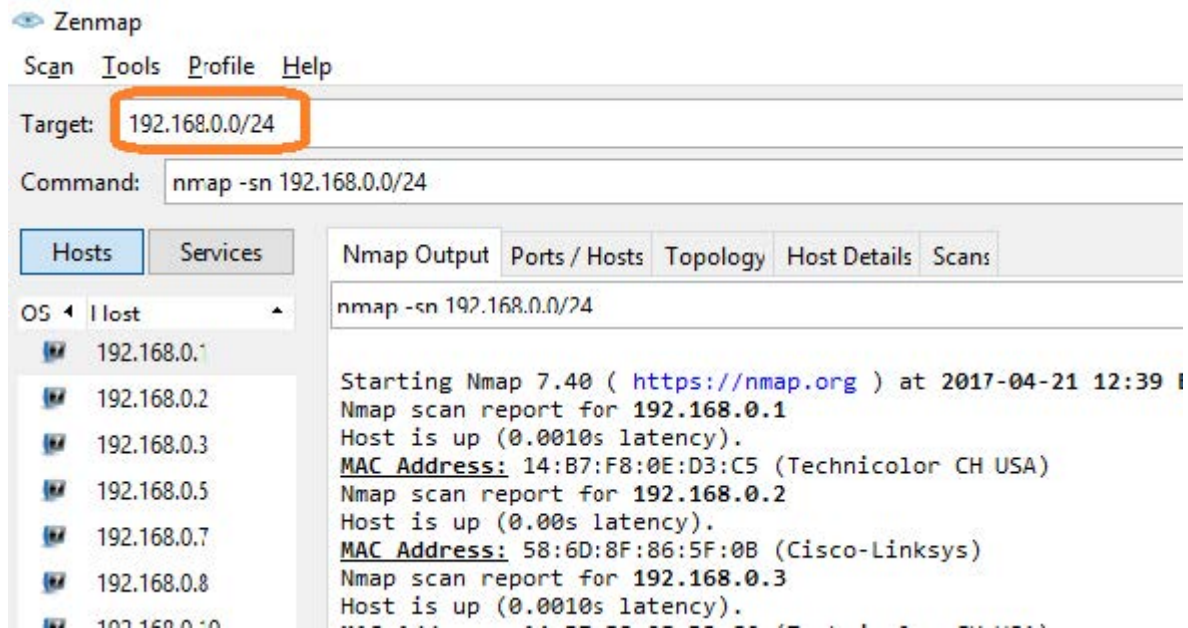 Zenmap
Scan Tools Profile Help
Target: 192.168.0.0/24
Command: nmap -sn 192.168.0.0/24
Hosts Services
Nmap Output Ports / Hosts Topology Host Details Scans
OS Host
nmap -sn 192.168.0.0/24
192.168.0.1
192.168.0.2
192.168.0.3
192.168.0.5
192.168.0.7
192.168.0.8
192.168.0.10
Starting Nmap 7.40 ( https://nmap.org ) at 2017-04-21 12:39
Nmap scan report for 192.168.0.1
Host is up (0.0010s latency).
MAC Address: 14:B7:F8:0E:D3:C5 (Technicolor CH USA)
Nmap scan report for 192.168.0.2
Host is up (0.00s latency).
MAC Address: 58:6D:8F:86:5F:0B (Cisco-Linksys)
Nmap scan report for 192.168.0.3
Host is up (0.0010s latency).